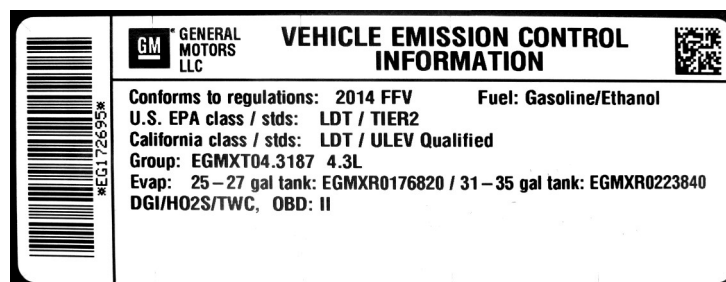 *EG172695*
GM
GENERAL
MOTORS
LLC
VEHICLE EMISSION CONTROL
INFORMATION
Conforms to regulations: 2014 FFV Fuel: Gasoline/Ethanol
U.S. EPA class / stds: LDT / TIER2
California class / stds: LDT / ULEV Qualified
Group: EGMXT04.3187 4.3L
Evap: 25–27 gal tank: EGMXR0176820 / 31–35 gal tank: EGMXR0223840
DGI/HO2S/TWC, OBD: II